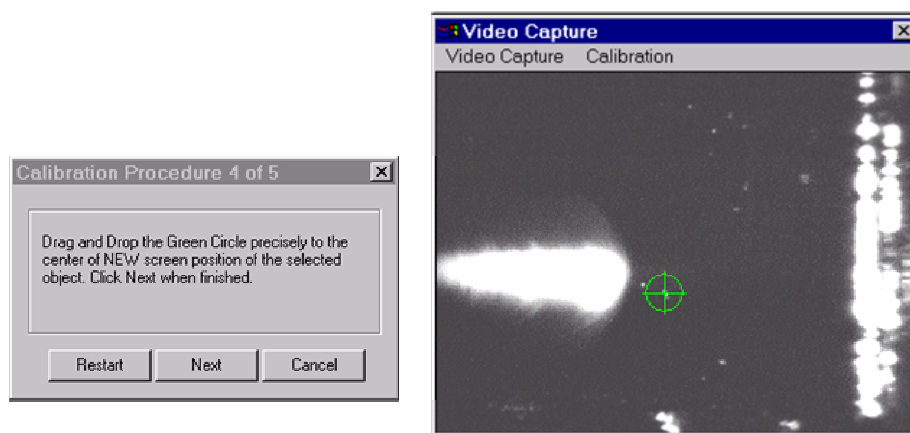 Calibration Procedure 4 of 5
Drag and Drop the Green Circle precisely to the
center of NEW screen position of the selected
object. Click Next when finished.
Restart Next Cancel
Video Capture
Video Capture Calibration